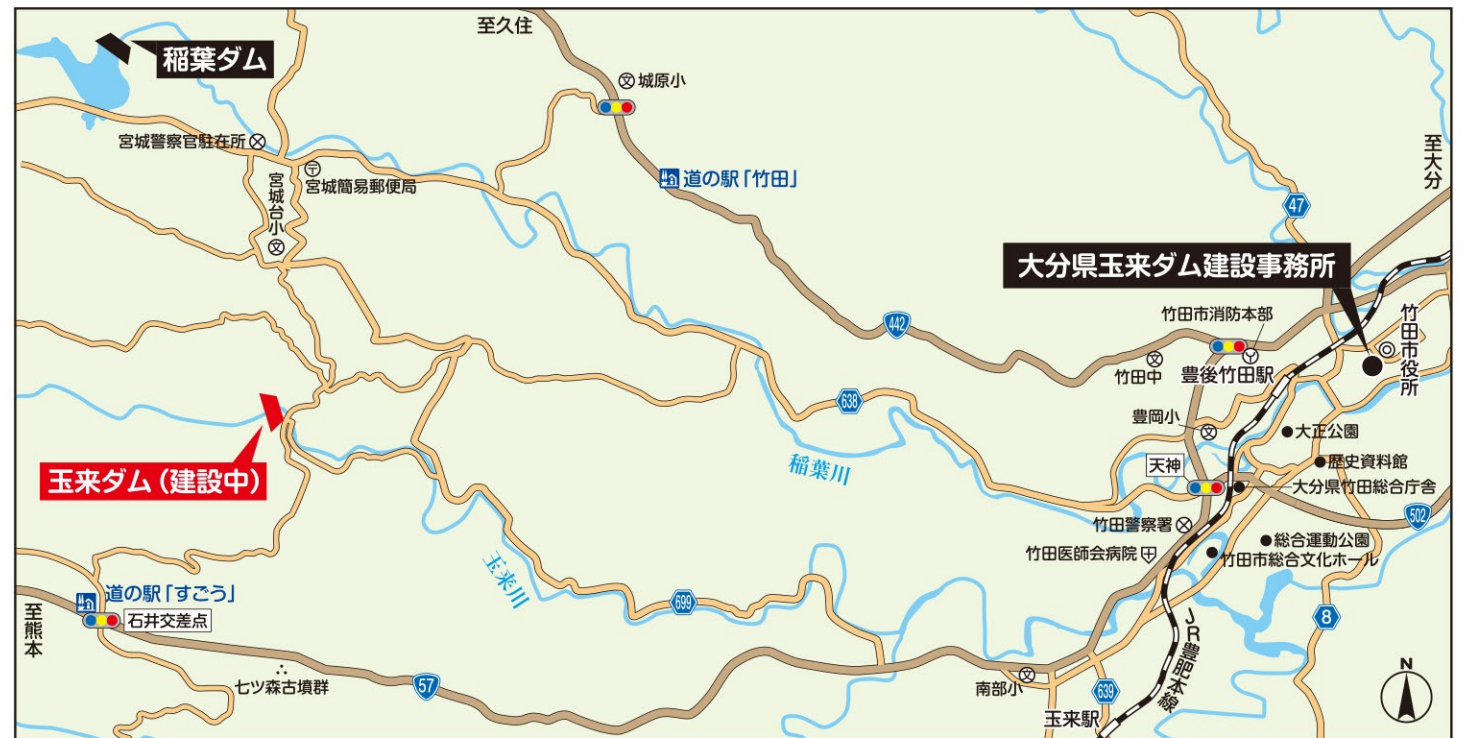 至久住
稲葉ダム
城原小
宮城警察官駐在所
宮城簡易郵便局
宮城台小
道の駅「竹田」
至大分
47
大分県玉来ダム建設事務所
竹田市消防本部
442
竹田市役所
竹田中
豊後竹田駅
638
豊岡小
大正公園
玉来ダム(建設中)
稲葉川
天神
歴史資料館
大分県竹田総合庁舎
502
竹田警察署
総合運動公園
竹田医師会病院
竹田市総合文化ホール
玉来川
道の駅「すごう」
699
石井交差点
至熊本
8
JR豊肥本線
七ツ森古墳群
57
南部小
639
玉来駅
N